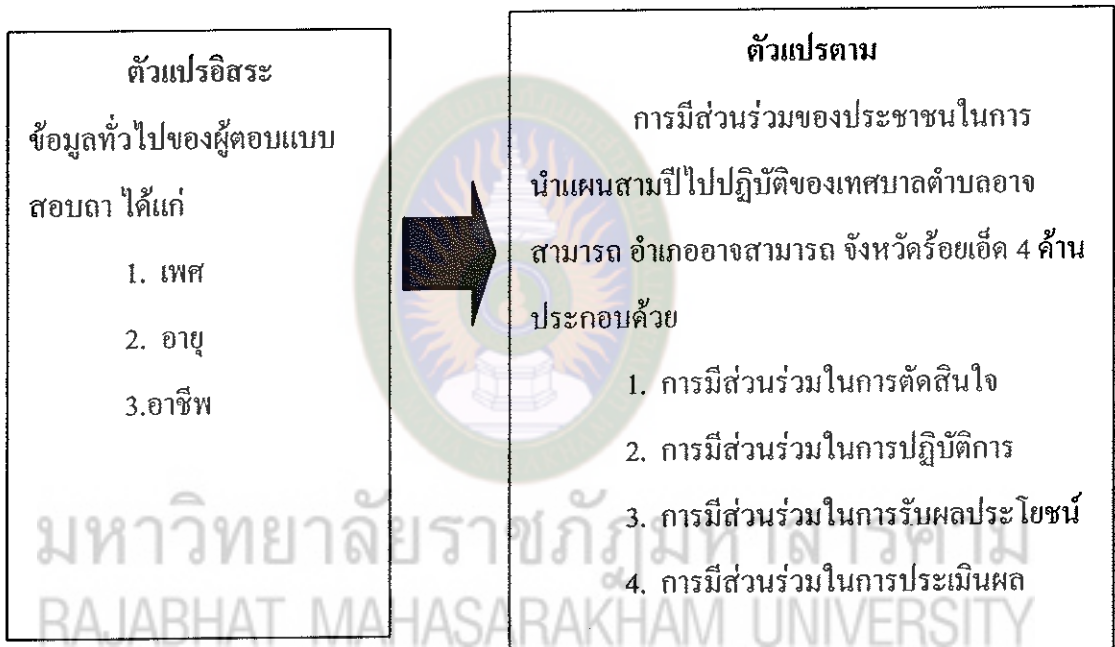 ตัวแปรอิสระ
ข้อมูลทั่วไปของผู้ตอบแบบ
สอบถา ได้แก่
1. เพศ
2. อายุ
3.อาชีพ
ตัวแปรตาม
การมีส่วนร่วมของประชาชนในการ
นำแผนสามปีไปปฏิบัติของเทศบาลตำบลอาจ
สามารถ อำเภออาจสามารถ จังหวัดร้อยเอ็ด 4 ด้าน
ประกอบด้วย
1. การมีส่วนร่วมในการตัดสินใจ
2. การมีส่วนร่วมในการปฏิบัติการ
3. การมีส่วนร่วมในการรับผลประโยชน์
4. การมีส่วนร่วมในการประเมินผล
มหาวิทยาลัยราชภัฏมหาสารคาม
RAJABHAT MAHASARAKHAM UNIVERSITY